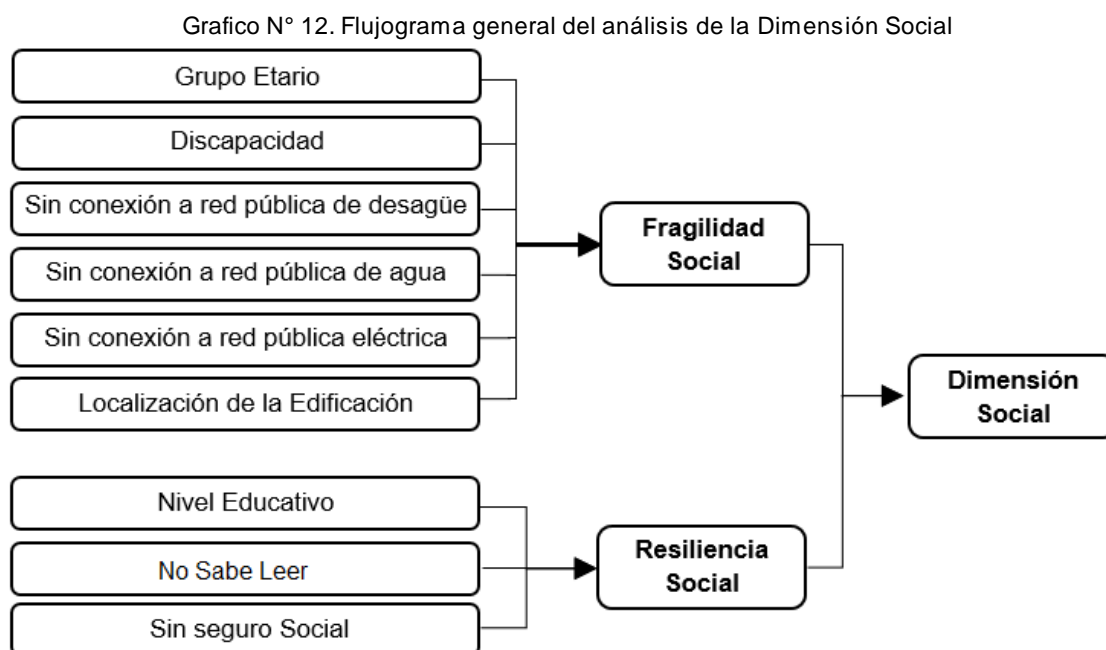 Grafico N° 12. Flujograma general del análisis de la Dimensión Social
Grupo Etario
Discapacidad
Sin conexión a red pública de desagüe
Sin conexión a red pública de agua
Sin conexión a red pública eléctrica
Localización de la Edificación
Fragilidad
Social
Dimensión
Social
Nivel Educativo
No Sabe Leer
Sin seguro Social
Resiliencia
Social